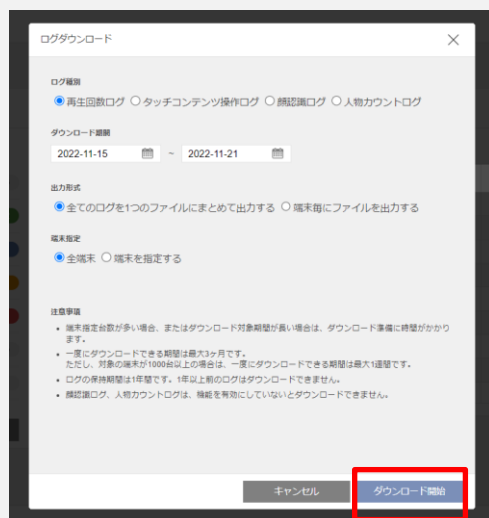 ログダウンロード
ログ種別
再生回数ログ タッチコンテンツ操作ログ 顔認識ログ 人物カウントログ
ダウンロード期間
2022-11-15 ~ 2022-11-21
出力形式
全てのログを1つのファイルにまとめて出力する 端末毎にファイルを出力する
端末指定
全端末 端末を指定する
注意事項
• 端末指定台数が多い場合、またはダウンロード対象期間が長い場合は、ダウンロード準備に時間がかかり
ます。
• 一度にダウンロードできる期間は最大3ヶ月です。
ただし、対象の端末が1000台以上の場合は、一度にダウンロードできる期間は最大1週間です。
• ログの保持期間は1年間です。1年以上前のログはダウンロードできません。
• 顔認識ログ、人物カウントログは、機能を有効にしていないとダウンロードできません。
キャンセル ダウンロード開始